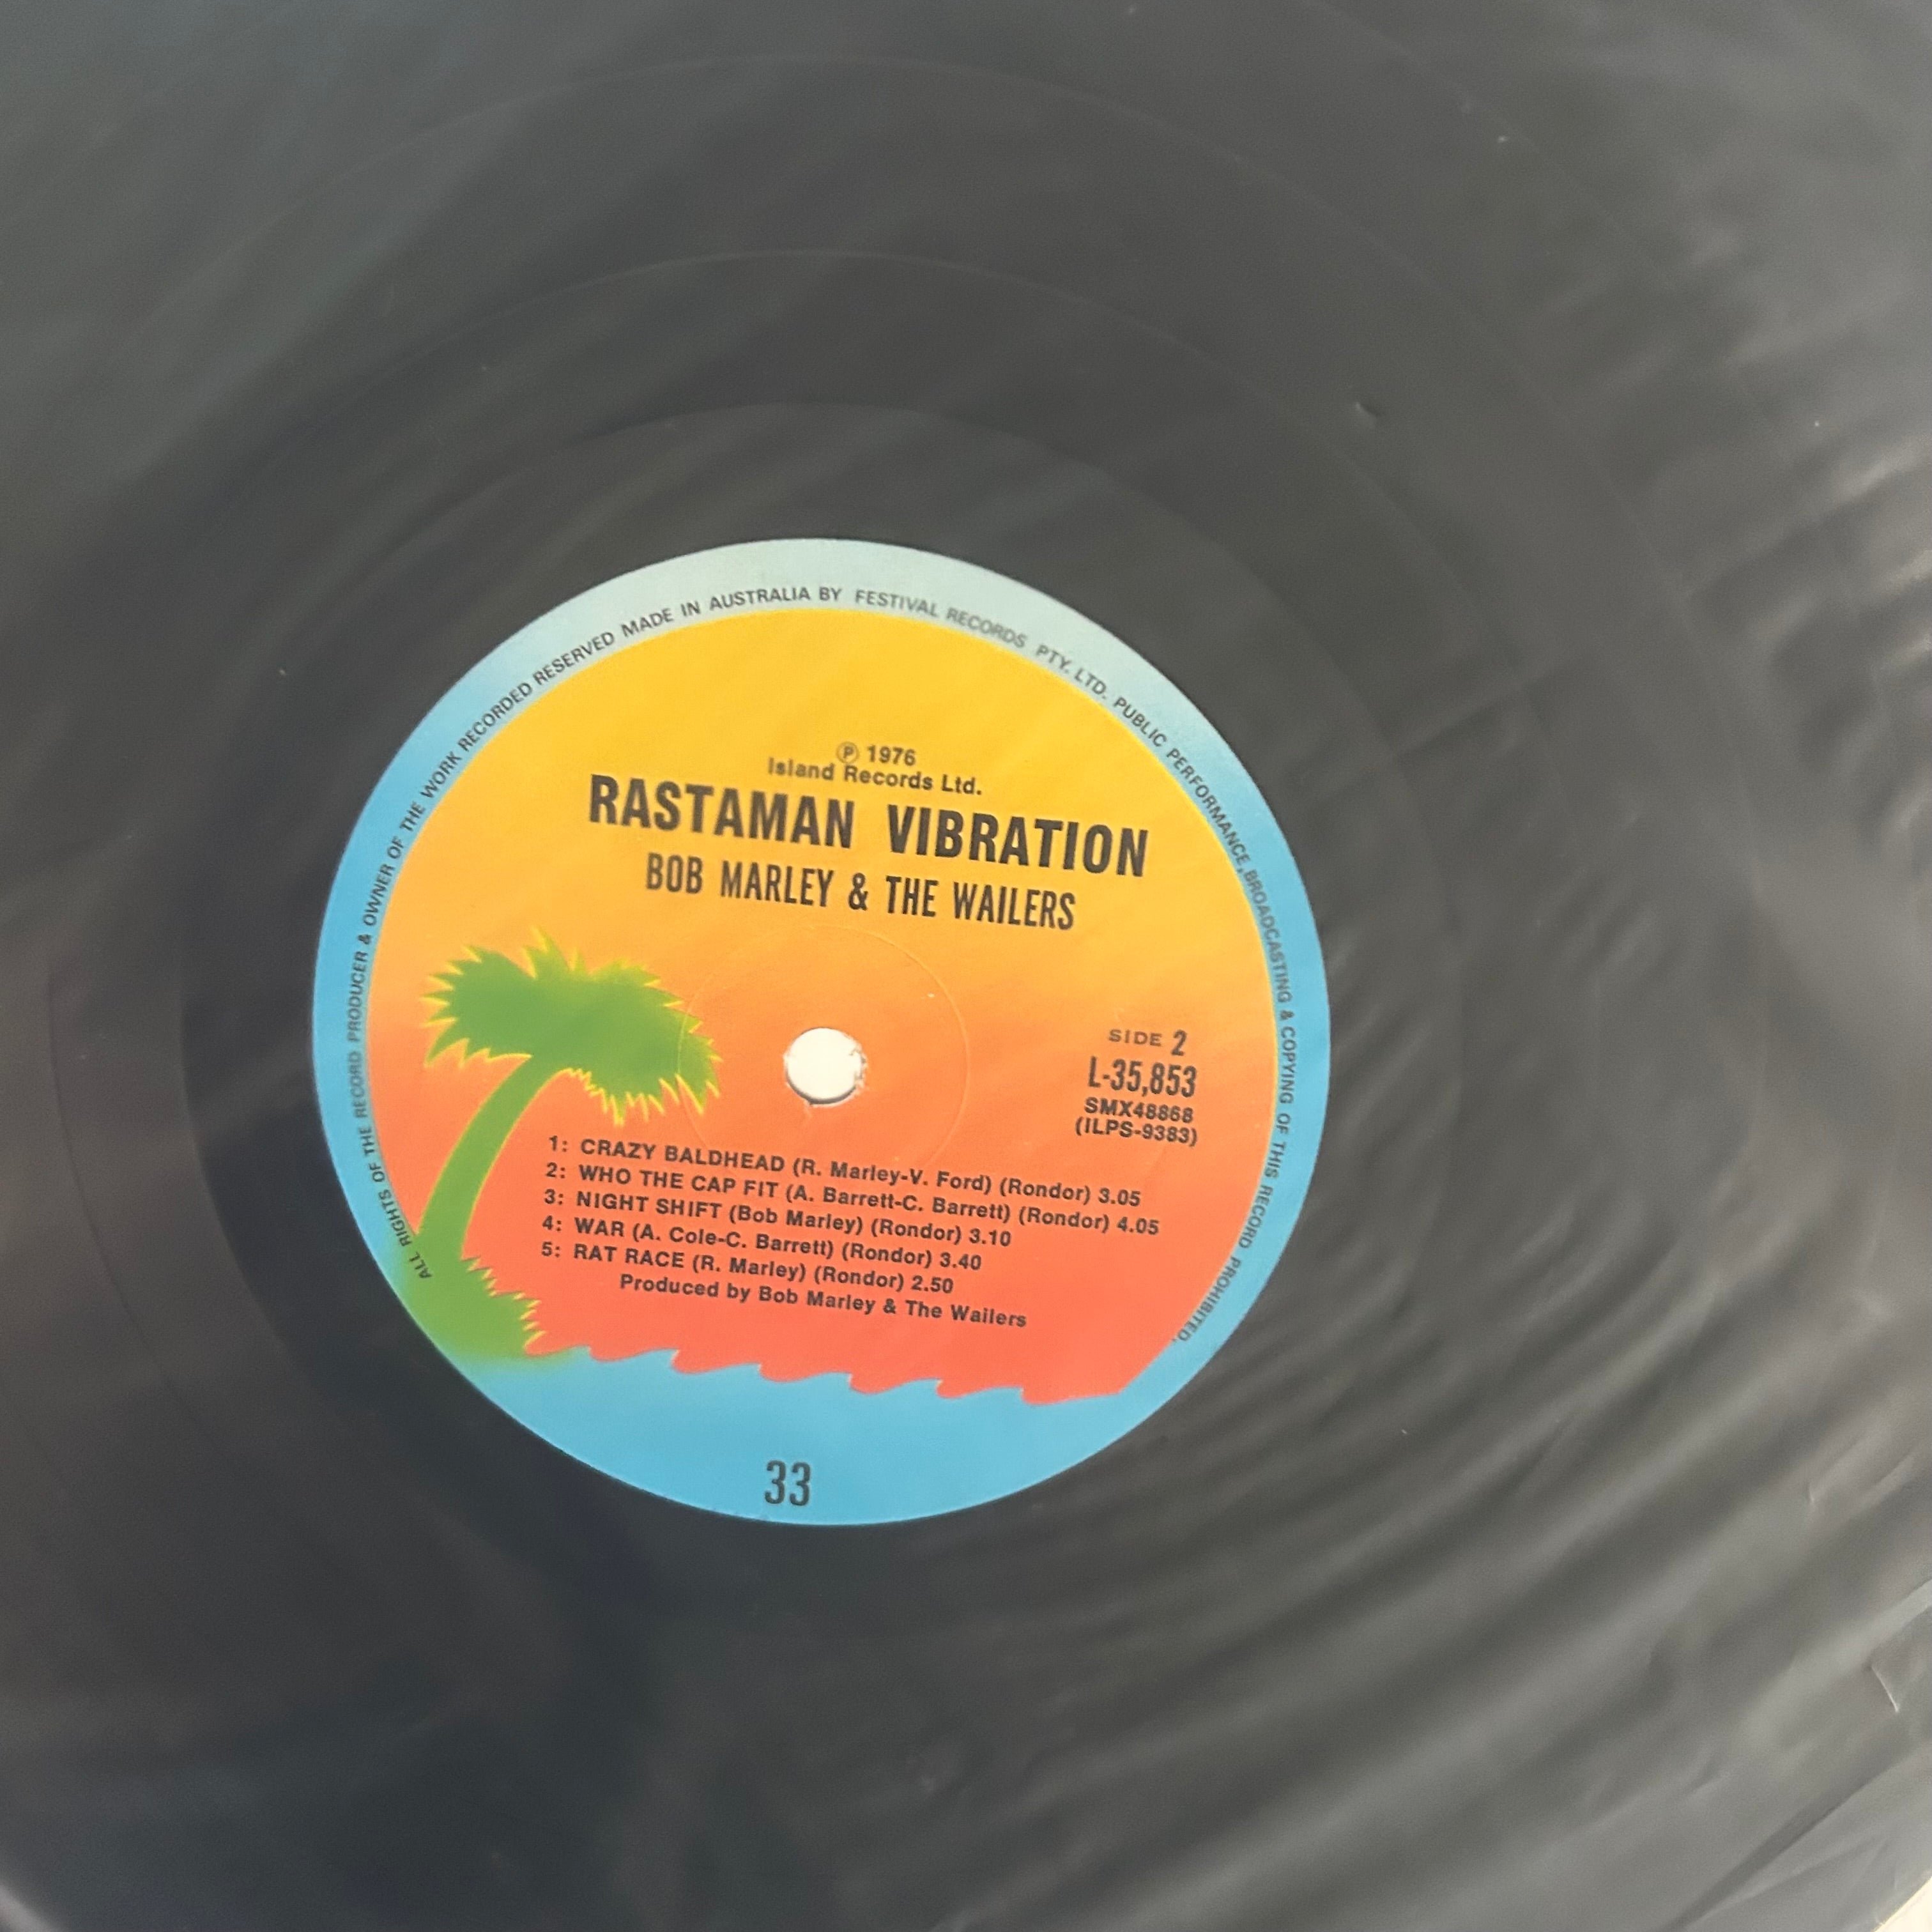 ALL RIGHTS OF THE RECORD PRODUCER & OWNER OF THE WORK RECORDED RESERVED MADE IN AUSTRALIA BY FESTIVAL RECORDS PTY. LTD. PUBLIC PERFORMANCE, BROADCASTING & COPYING OF THIS RECORD PROHIBITED.
℗ 1976
Island Records Ltd.
RASTAMAN VIBRATION
BOB MARLEY & THE WAILERS
SIDE 2
L-35,853
SMX48868
(ILPS-9383)
1: CRAZY BALDHEAD (R. Marley-V. Ford) (Rondor) 3.05
2: WHO THE CAP FIT (A. Barrett-C. Barrett) (Rondor) 4.05
3: NIGHT SHIFT (Bob Marley) (Rondor) 3.10
4: WAR (A. Cole-C. Barrett) (Rondor) 3.40
5: RAT RACE (R. Marley) (Rondor) 2.50
Produced by Bob Marley & The Wailers
33